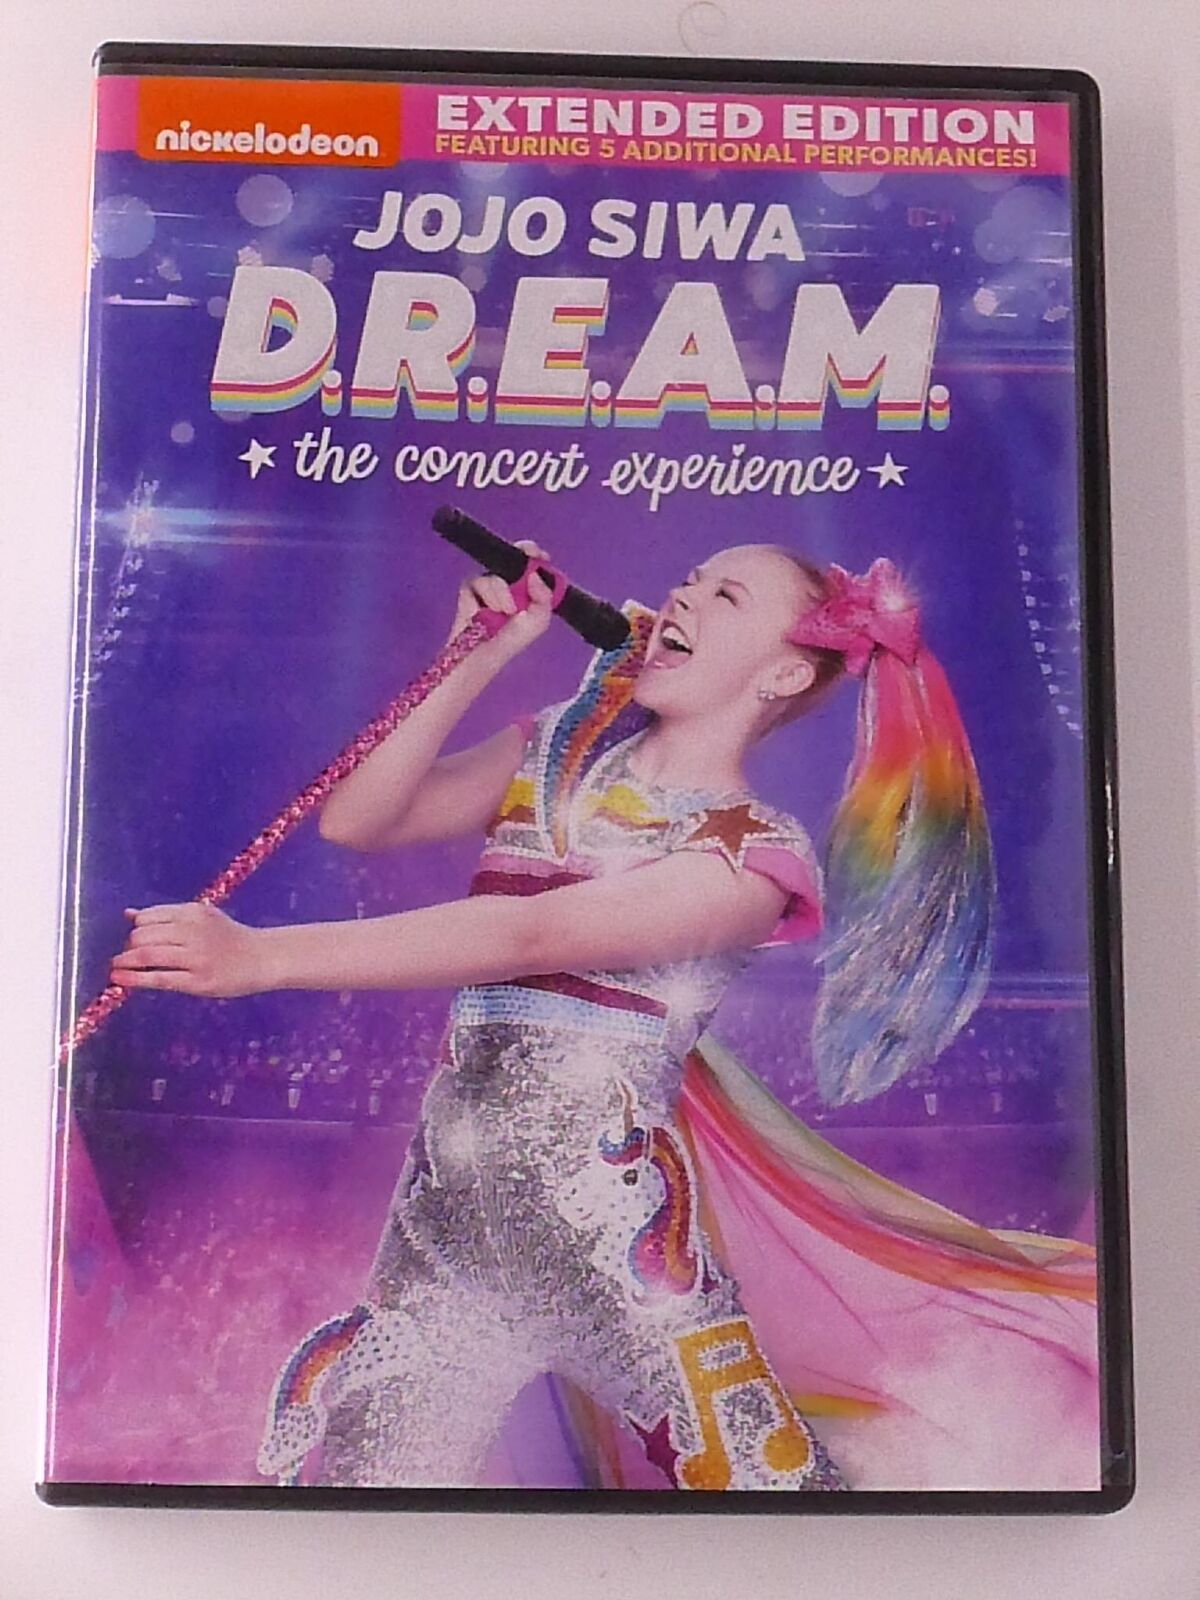 nickelodeon
EXTENDED EDITION
FEATURING 5 ADDITIONAL PERFORMANCES!
JOJO SIWA
D.R.E.A.M.
the concert experience